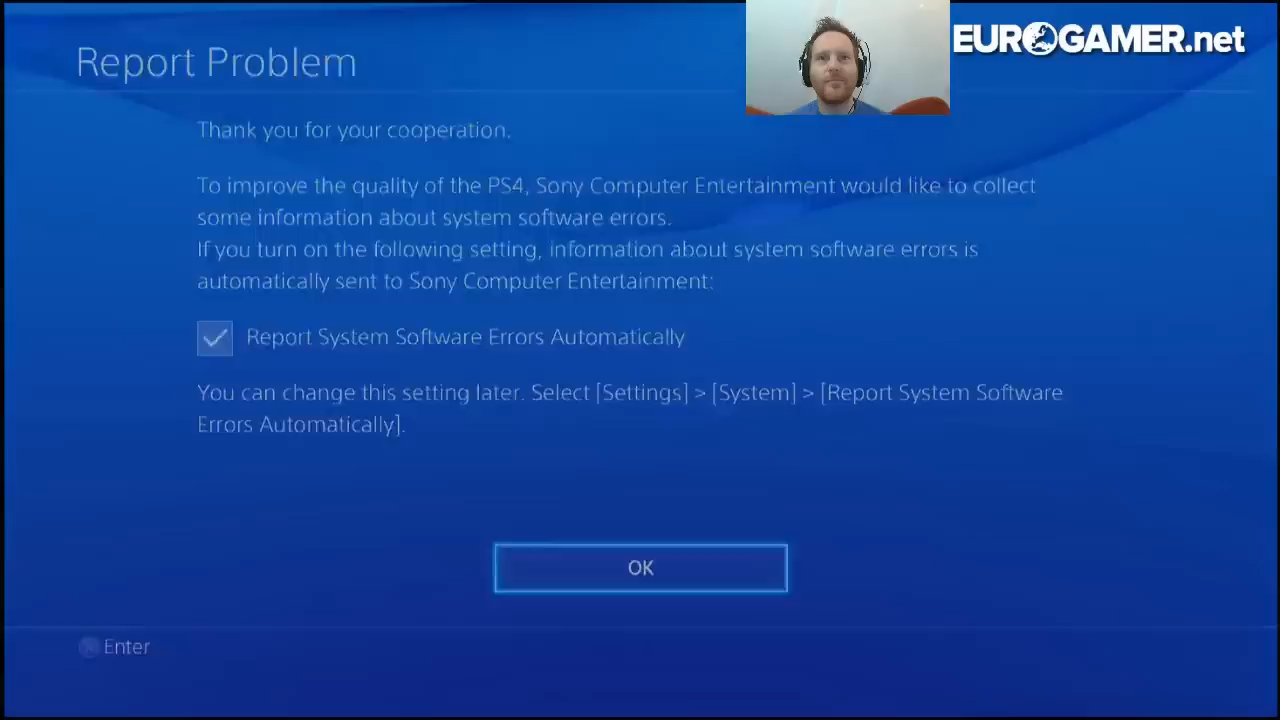 EUROGAMER.net
Report Problem
Thank you for your cooperation.
To improve the quality of the PS4, Sony Computer Entertainment would like to collect
some information about system software errors.
If you turn on the following setting, information about system software errors is
automatically sent to Sony Computer Entertainment:
Report System Software Errors Automatically
You can change this setting later. Select [Settings] > [System] > [Report System Software
Errors Automatically].
OK
Enter